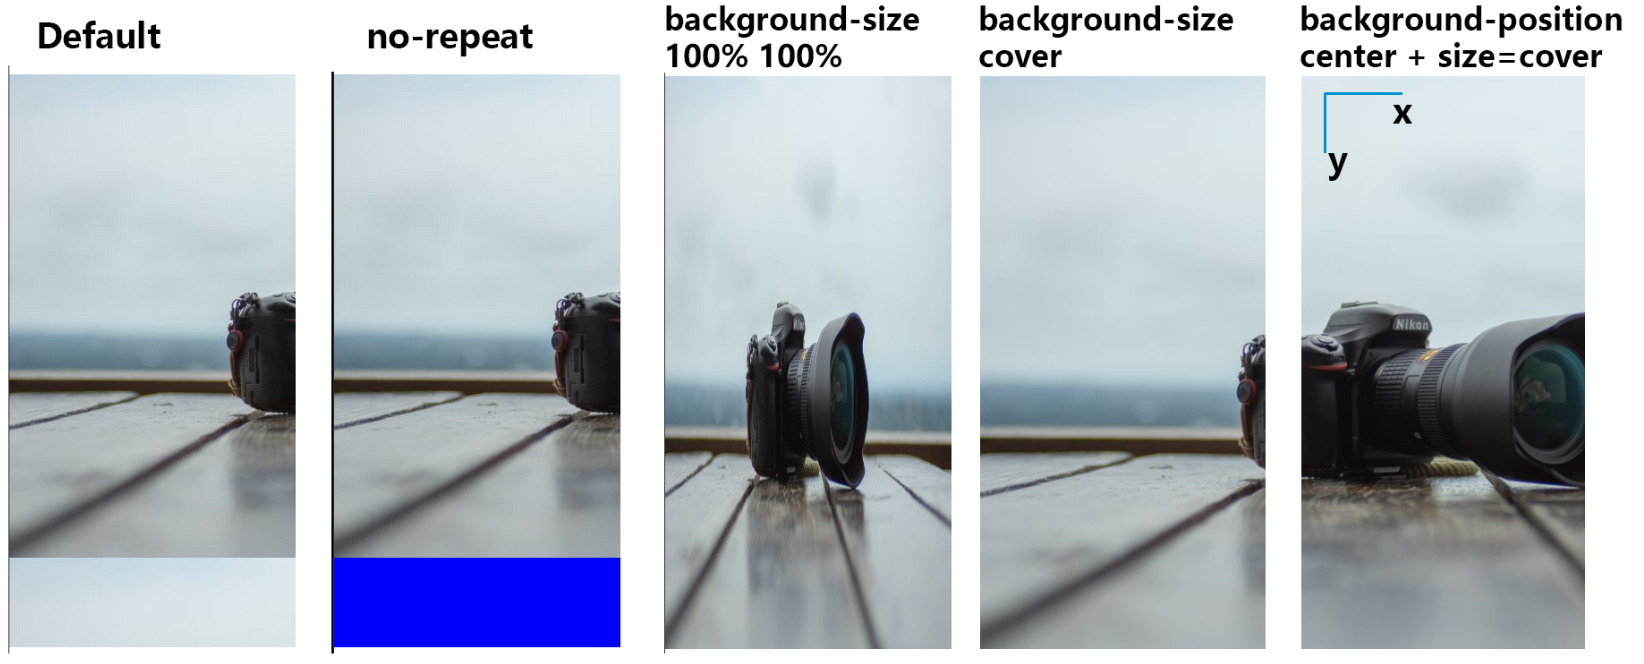 Default
no-repeat
background-size
100% 100%
background-size
cover
background-position
center + size=cover
x
y
Nikon